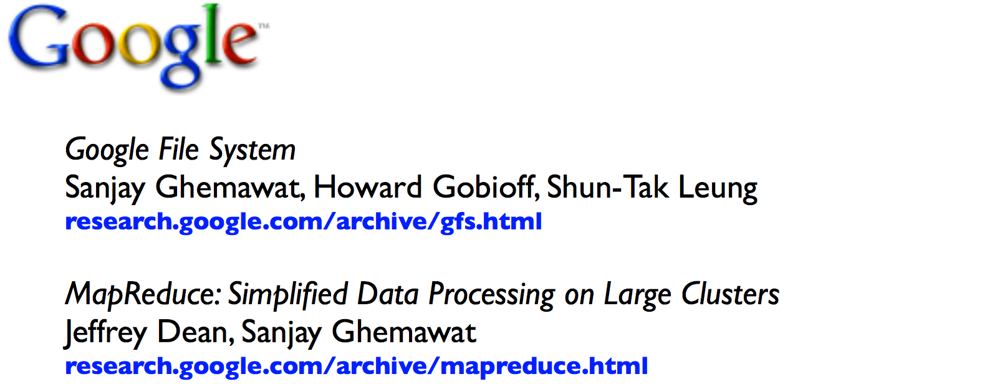 Google™
Google File System
Sanjay Ghemawat, Howard Gobioff, Shun-Tak Leung
research.google.com/archive/gfs.html
MapReduce: Simplified Data Processing on Large Clusters
Jeffrey Dean, Sanjay Ghemawat
research.google.com/archive/mapreduce.html